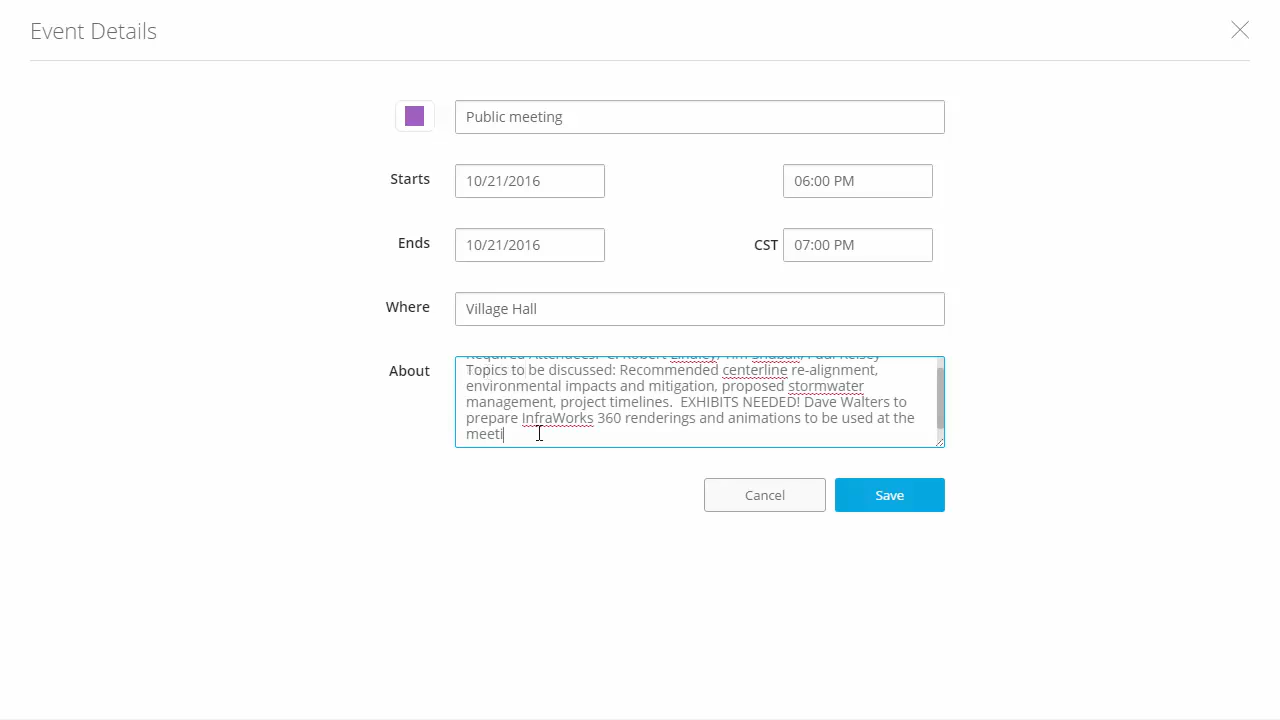 Event Details
Public meeting
Starts
10/21/2016
06:00 PM
Ends
10/21/2016
CST
07:00 PM
Where
Village Hall
About
Required Attendees:
Topics to be discussed: Recommended centerline re-alignment,
environmental impacts and mitigation, proposed stormwater
management, project timelines.  EXHIBITS NEEDED! Dave Walters to
prepare InfraWorks 360 renderings and animations to be used at the
meeti
Cancel
Save